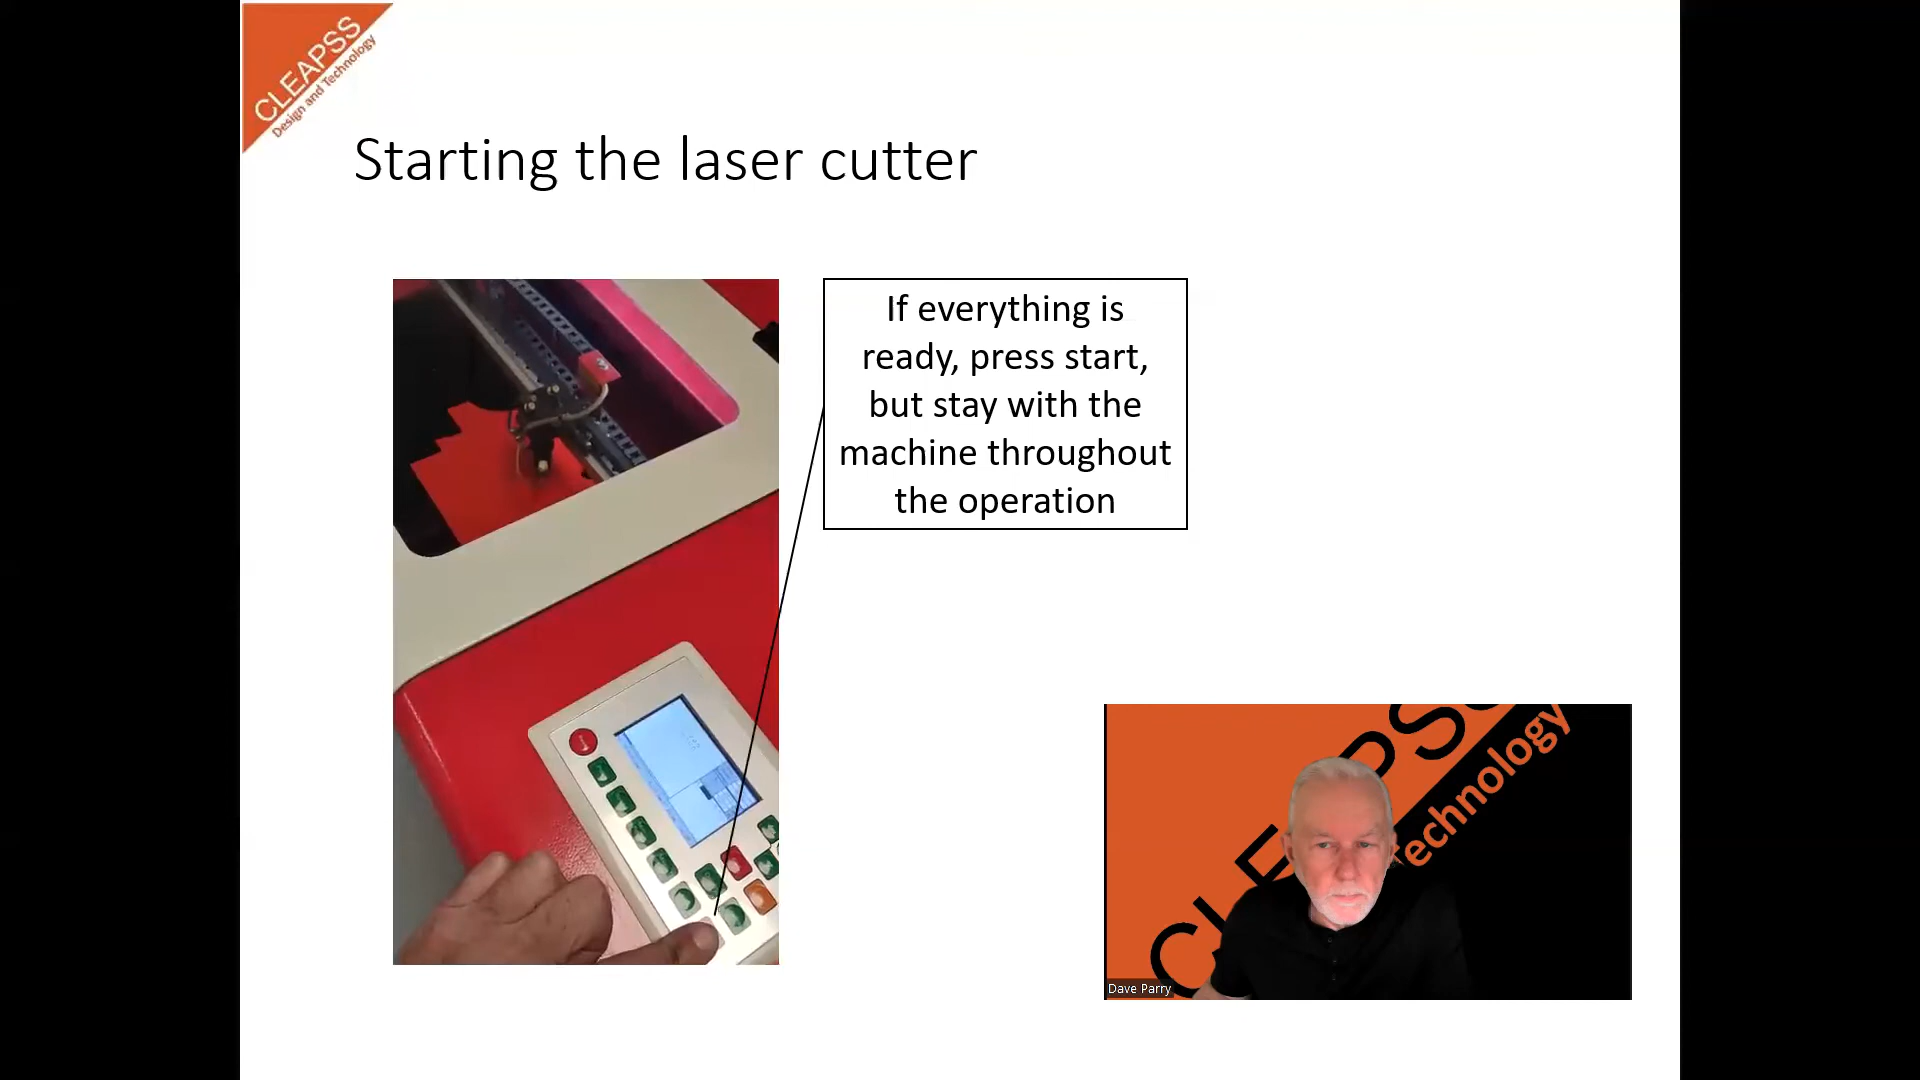 CLEAPSS
Design and Technology
Starting the laser cutter
If everything is
ready, press start,
but stay with the
machine throughout
the operation
Dave Parry